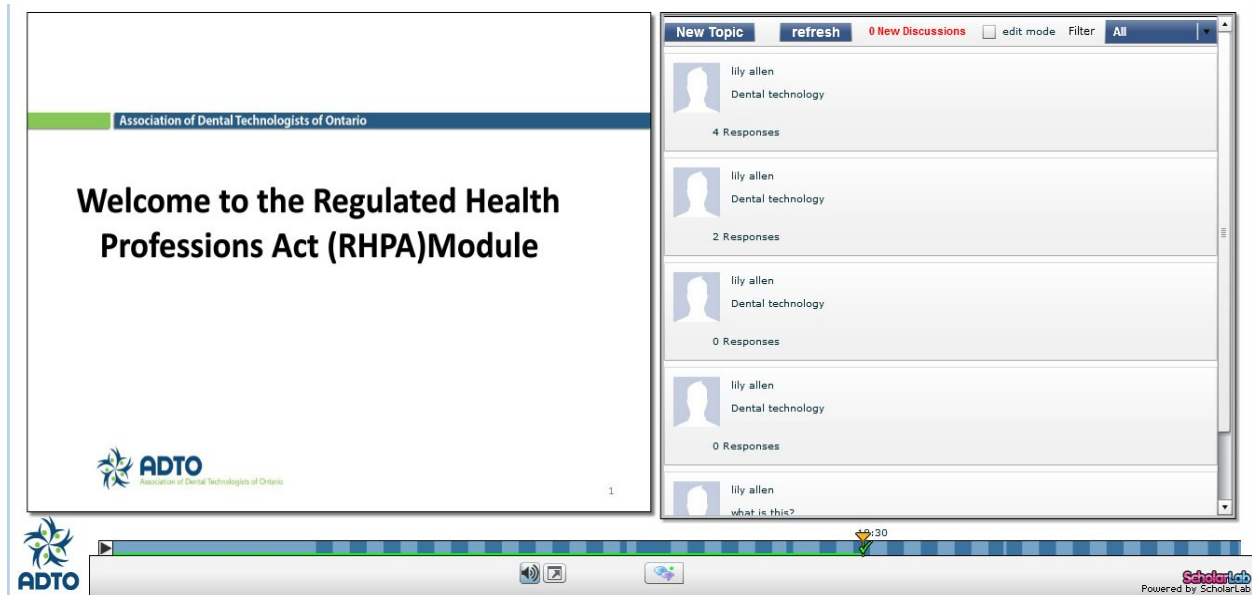 Association of Dental Technologists of Ontario
Welcome to the Regulated Health
Professions Act (RHPA)Module
ADTO
Association of Dental Technologists of Ontario
1
New Topic refresh 0 New Discussions edit mode Filter All
lily allen
Dental technology
4 Responses
lily allen
Dental technology
2 Responses
lily allen
Dental technology
0 Responses
lily allen
Dental technology
0 Responses
lily allen
what is this?
:30
ADTO
ScholarLab
Powered by ScholarLab